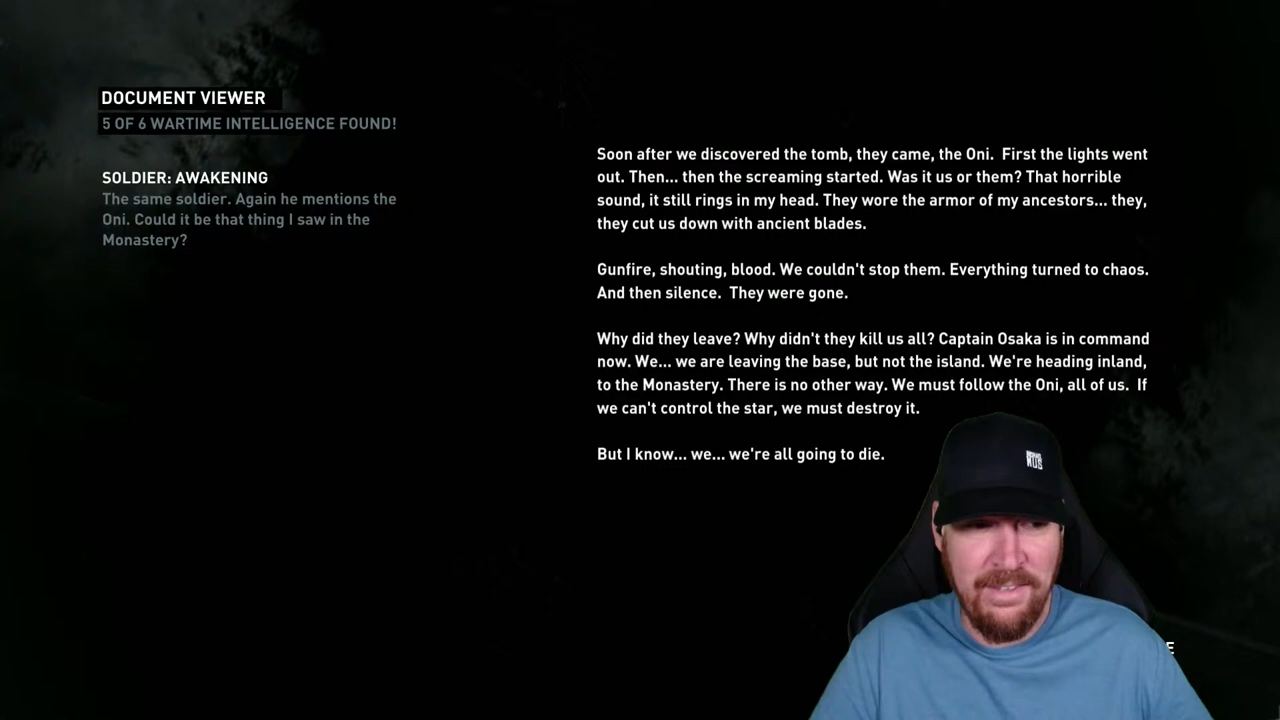 DOCUMENT VIEWER
5 OF 6 WARTIME INTELLIGENCE FOUND!
SOLDIER: AWAKENING
The same soldier. Again he mentions the
Oni. Could it be that thing I saw in the
Monastery?
Soon after we discovered the tomb, they came, the Oni. First the lights went
out. Then... then the screaming started. Was it us or them? That horrible
sound, it still rings in my head. They wore the armor of my ancestors... they,
they cut us down with ancient blades.
Gunfire, shouting, blood. We couldn't stop them. Everything turned to chaos.
And then silence. They were gone.
Why did they leave? Why didn't they kill us all? Captain Osaka is in command
now. We... we are leaving the base, but not the island. We're heading inland,
to the Monastery. There is no other way. We must follow the Oni, all of us. If
we can't control the star, we must destroy it.
But I know... we... we're all going to die.